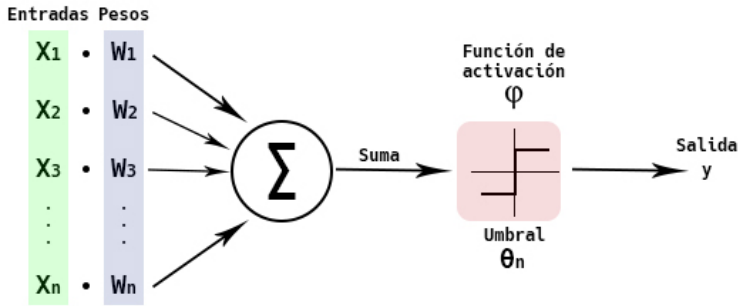 Entradas Pesos
X1 • W1
X2 • W2
X3 • W3
. .
. .
. .
Xn • Wn
Σ
Suma
Función de
activación
φ
Umbral
θn
Salida
y